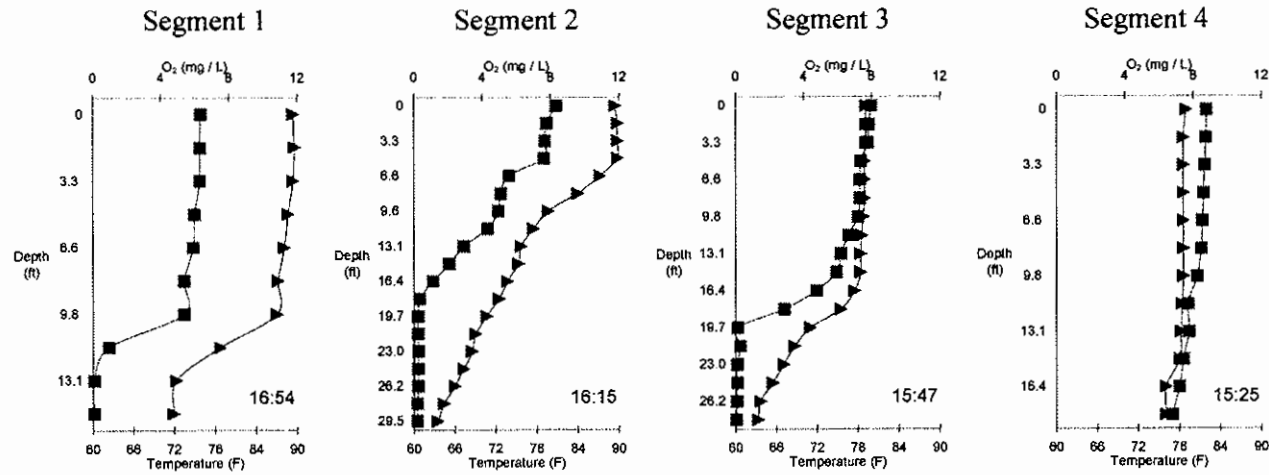 Segment 1
Segment 2
Segment 3
Segment 4
O2 (mg / L)
0 4 8 12
0
3.3
6.6
9.8
13.1
Depth
(ft)
16:54
60 66 72 78 84 90
Temperature (F)
O2 (mg / L)
0 4 8 12
0
3.3
6.6
9.6
13.1
16.4
19.7
23.0
26.2
29.5
Depth
(ft)
16:15
60 66 72 78 84 90
Temperature (F)
O2 (mg / L)
0 4 8 12
0
3.3
6.6
9.8
13.1
16.4
19.7
23.0
26.2
Depth
(ft)
15:47
60 66 72 78 84 90
Temperature (F)
O2 (mg / L)
0 4 8 12
0
3.3
6.6
9.8
13.1
16.4
Depth
(ft)
15:25
60 66 72 78 84 90
Temperature (F)